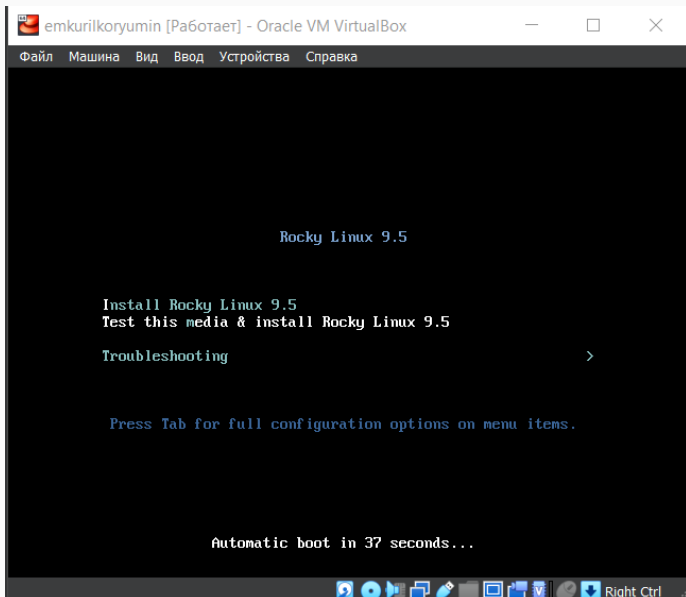 emkurilkoryumin [Работает] - Oracle VM VirtualBox
Файл Машина Вид Ввод Устройства Справка
Rocky Linux 9.5
Install Rocky Linux 9.5
Test this media & install Rocky Linux 9.5
Troubleshooting >
Press Tab for full configuration options on menu items.
Automatic boot in 37 seconds...
Right Ctrl